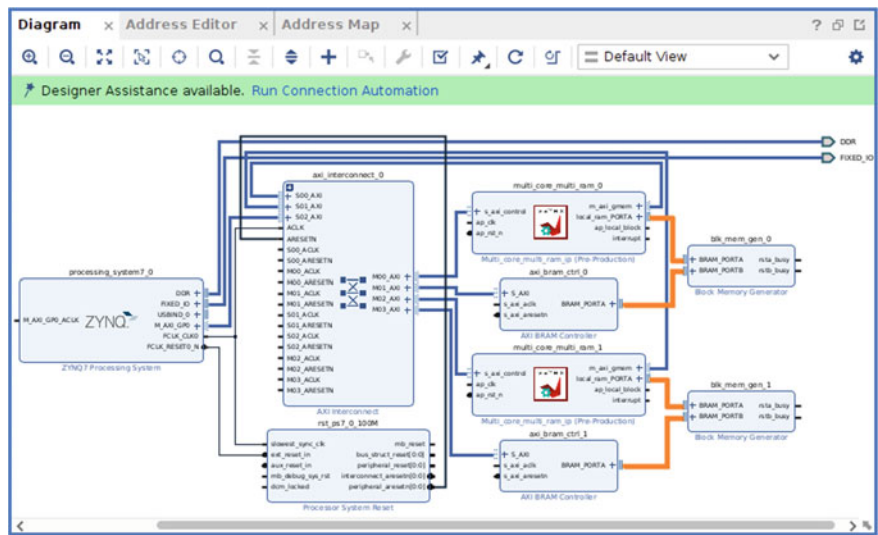 Diagram × Address Editor × Address Map ×
Default View
Designer Assistance available. Run Connection Automation
DDR
FIXED_IO
axi_interconnect_0
S00_AXI
S01_AXI
S02_AXI
ACLK
ARESETN
S00_ACLK
S00_ARESETN
M00_ACLK
M00_ARESETN
M01_ACLK
M01_ARESETN
S01_ACLK
S01_ARESETN
S02_ACLK
S02_ARESETN
M02_ACLK
M02_ARESETN
M03_ACLK
M03_ARESETN
M00_AXI
M01_AXI
M02_AXI
M03_AXI
AXI Interconnect
processing_system7_0
M_AXI_GP0_ACLK
ZYNQ
DDR
FIXED_IO
USBIND_0
M_AXI_GP0
FCLK_CLK0
FCLK_RESET0_N
ZYNQ7 Processing System
rst_ps7_0_100M
slowest_sync_clk
ext_reset_in
aux_reset_in
mb_debug_sys_rst
dcm_locked
mb_reset
bus_struct_reset[0:0]
peripheral_reset[0:0]
interconnect_aresetn[0:0]
peripheral_aresetn[0:0]
Processor System Reset
multi_core_multi_ram_0
s_axi_control
ap_clk
ap_rst_n
m_axi_gmem
local_ram_PORTA
ap_local_block
interrupt
Multi_core_multi_ram_ip (Pre-Production)
axi_bram_ctrl_0
S_AXI
s_axi_aclk
s_axi_aresetn
BRAM_PORTA
AXI BRAM Controller
multi_core_multi_ram_1
s_axi_control
ap_clk
ap_rst_n
m_axi_gmem
local_ram_PORTA
ap_local_block
interrupt
Multi_core_multi_ram_ip (Pre-Production)
axi_bram_ctrl_1
S_AXI
s_axi_aclk
s_axi_aresetn
BRAM_PORTA
AXI BRAM Controller
blk_mem_gen_0
BRAM_PORTA
BRAM_PORTB
rsta_busy
rstb_busy
Block Memory Generator
blk_mem_gen_1
BRAM_PORTA
BRAM_PORTB
rsta_busy
rstb_busy
Block Memory Generator